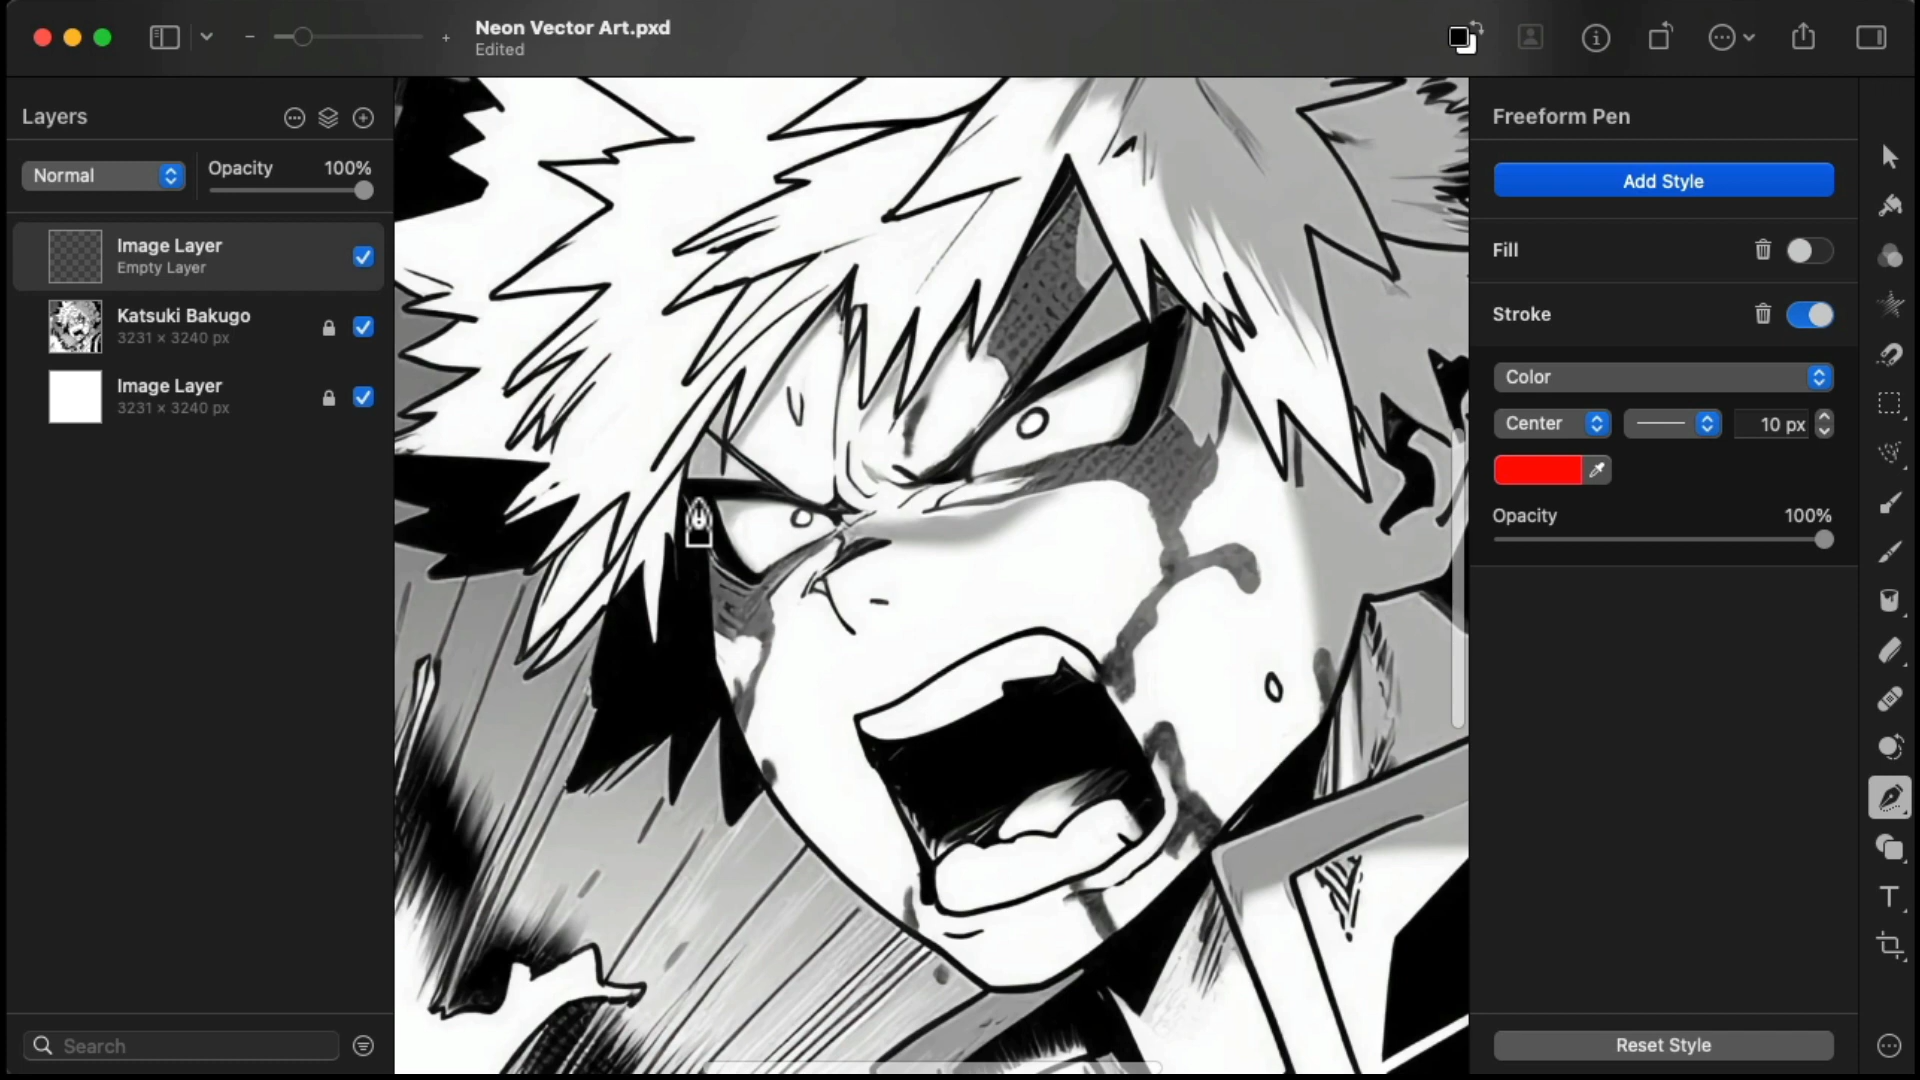 Neon Vector Art.pxd
Edited
Layers
Normal
Opacity
100%
Image Layer
Empty Layer
Katsuki Bakugo
3231 × 3240 px
Image Layer
3231 × 3240 px
Search
Freeform Pen
Add Style
Fill
Stroke
Color
Center
10 px
Opacity
100%
Reset Style